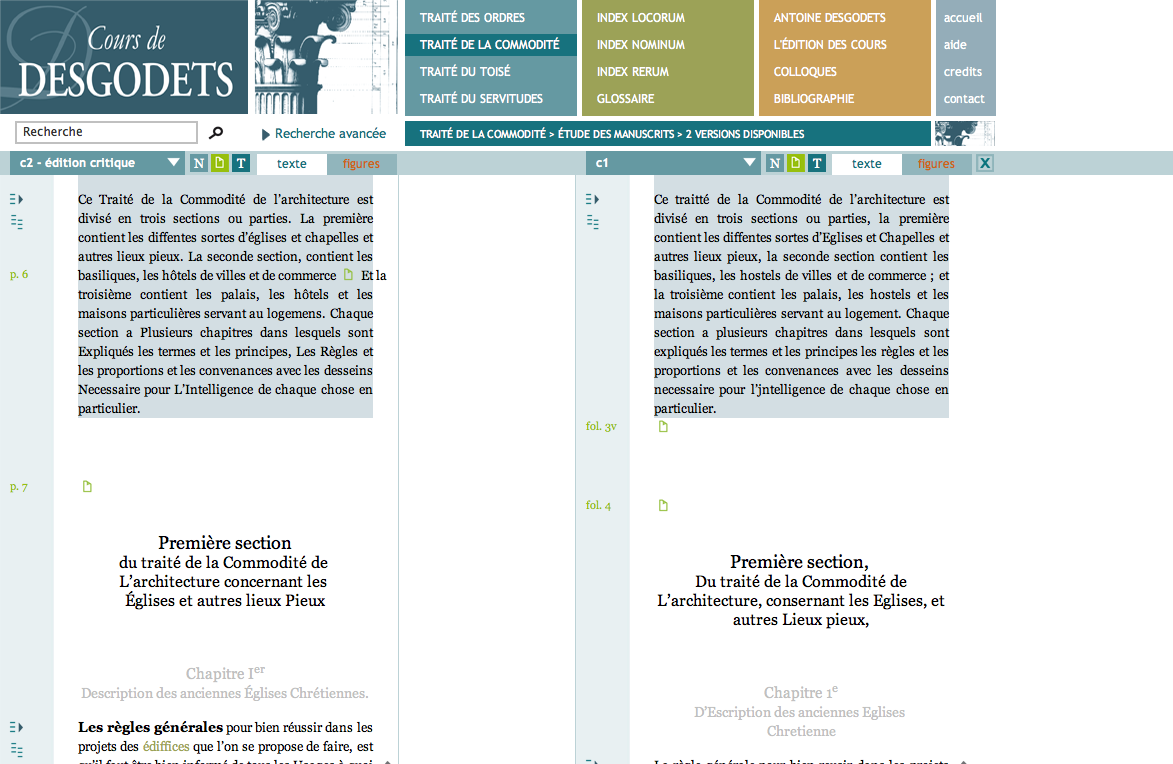 Cours de
DESGODETS
TRAITÉ DES ORDRES
TRAITÉ DE LA COMMODITÉ
TRAITÉ DU TOISÉ
TRAITÉ DU SERVITUDES
INDEX LOCORUM
INDEX NOMINUM
INDEX RERUM
GLOSSAIRE
ANTOINE DESGODETS
L'ÉDITION DES COURS
COLLOQUES
BIBLIOGRAPHIE
accueil
aide
credits
contact
Recherche
Recherche avancée
TRAITÉ DE LA COMMODITÉ > ÉTUDE DES MANUSCRITS > 2 VERSIONS DISPONIBLES
c2 - édition critique
N
T
texte
figures
Ce Traité de la Commodité de l'architecture est
divisé en trois sections ou parties. La première
contient les diffentes sortes d'églises et chapelles et
autres lieux pieux. La seconde section, contient les
p. 6
basiliques, les hôtels de villes et de commerce Et la
troisième contient les palais, les hôtels et les
maisons particulières servant au logemens. Chaque
section a Plusieurs chapitres dans lesquels sont
Expliqués les termes et les principes, Les Règles et
les proportions et les convenances avec les desseins
Necessaire pour L'Intelligence de chaque chose en
particulier.
p. 7
Première section
du traité de la Commodité de
L'architecture concernant les
Églises et autres lieux Pieux
Chapitre Ier
Description des anciennes Églises Chrétiennes.
Les règles générales pour bien réussir dans les
projets des édiffices que l'on se propose de faire, est
qu'il faut être bien informé de tous les Usages à quoi
c1
N
T
texte
figures
X
Ce traitté de la Commodité de l'architecture est
divisé en trois sections ou parties, la première
contient les diffentes sortes d'Eglises et Chapelles et
autres lieux pieux, la seconde section contient les
basiliques, les hostels de villes et de commerce ; et
la troisième contient les palais, les hostels et les
maisons particulières servant au logement. Chaque
section a plusieurs chapitres dans lesquels sont
expliqués les termes et les principes les règles et les
proportions et les convenances avec les desseins
necessaire pour l'jntelligence de chaque chose en
particulier.
fol. 3v
fol. 4
Première section,
Du traité de la Commodité de
L'architecture, consernant les Eglises, et
autres Lieux pieux,
Chapitre 1e
D'Escription des anciennes Eglises
Chretienne